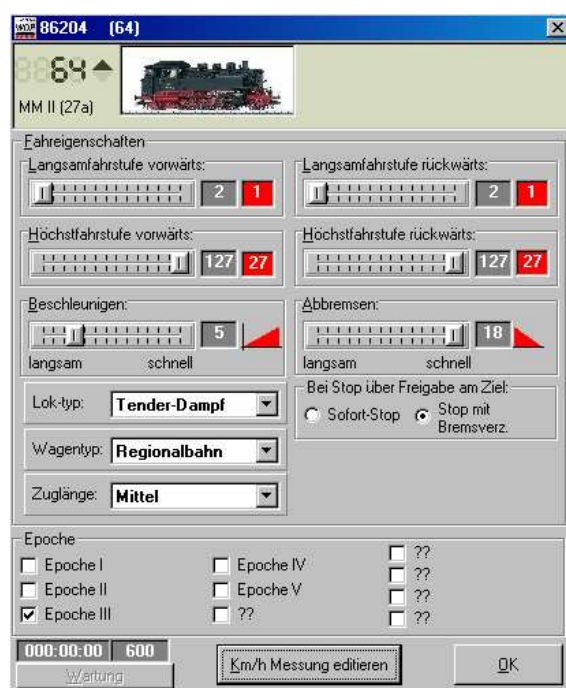 86204 (64)
64
MM II (27a)
Fahreigenschaften
Langsamfahrstufe vorwärts:
2 1
Langsamfahrstufe rückwärts:
2 1
Höchstfahrstufe vorwärts:
127 27
Höchstfahrstufe rückwärts:
127 27
Beschleunigen:
5
langsam schnell
Abbremsen:
18
langsam schnell
Lok-typ: Tender-Dampf
Wagentyp: Regionalbahn
Zuglänge: Mittel
Bei Stop über Freigabe am Ziel:
Sofort-Stop
Stop mit
Bremsverz.
Epoche
Epoche I
Epoche II
Epoche III
Epoche IV
Epoche V
??
??
??
??
??
000:00:00 600
Wartung
Km/h Messung editieren
OK